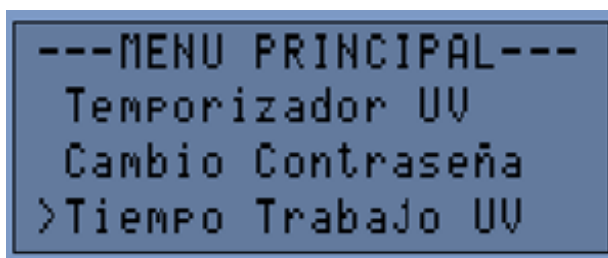 ---MENU PRINCIPAL---
Temporizador UV
Cambio Contraseña
>Tiempo Trabajo UV